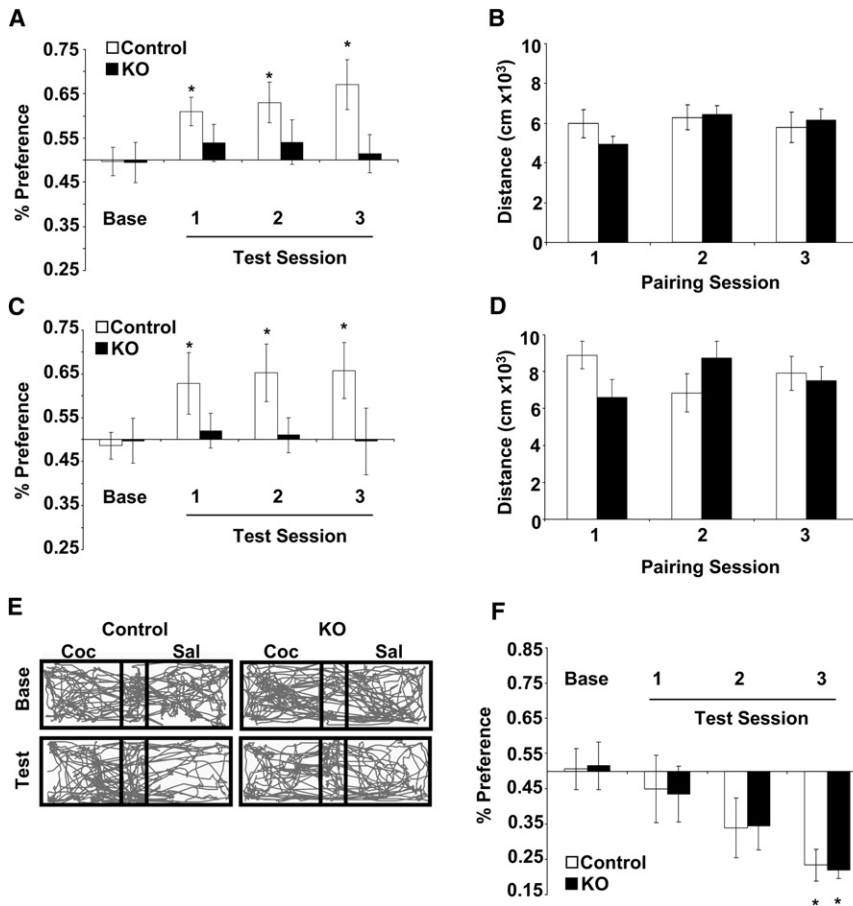 A
Control
KO
* * *
0.75
0.65
0.45
0.35
0.25
% Preference
Base 1 2 3
Test Session
B
10
8
6
4
2
0
Distance (cm x10³)
1 2 3
Pairing Session
C
Control
KO
* * *
0.75
0.65
0.55
0.45
0.35
0.25
% Preference
Base 1 2 3
Test Session
D
10
8
6
4
2
0
Distance (cm x10³)
1 2 3
Pairing Session
E
Control KO
Coc Sal Coc Sal
Base
Test
F
0.85
0.75
0.65
0.55
0.45
0.35
0.25
0.15
% Preference
Base 1 2 3
Test Session
Control
KO
* *